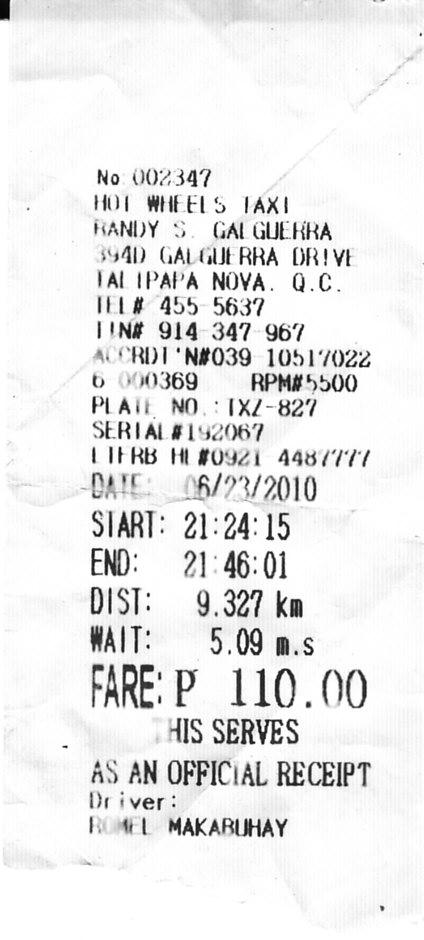 No 002347
HOT WHEELS TAXI
RANDY S. GALGUERRA
394D GALGUERRA DRIVE
TALIPAPA NOVA. Q.C.
TEL# 455-5637
TIN# 914-347-967
ACCRDT'N#039-10517022
6-000369 RPM#5500
PLATE NO.: TXZ-827
SERIAL#192067
LTFRB HL#0921-4487777
DATE: 06/23/2010
START: 21:24:15
END: 21:46:01
DIST: 9.327 km
WAIT: 5.09 m.s
FARE: P 110.00
THIS SERVES
AS AN OFFICIAL RECEIPT
Driver:
ROMEL MAKABUHAY